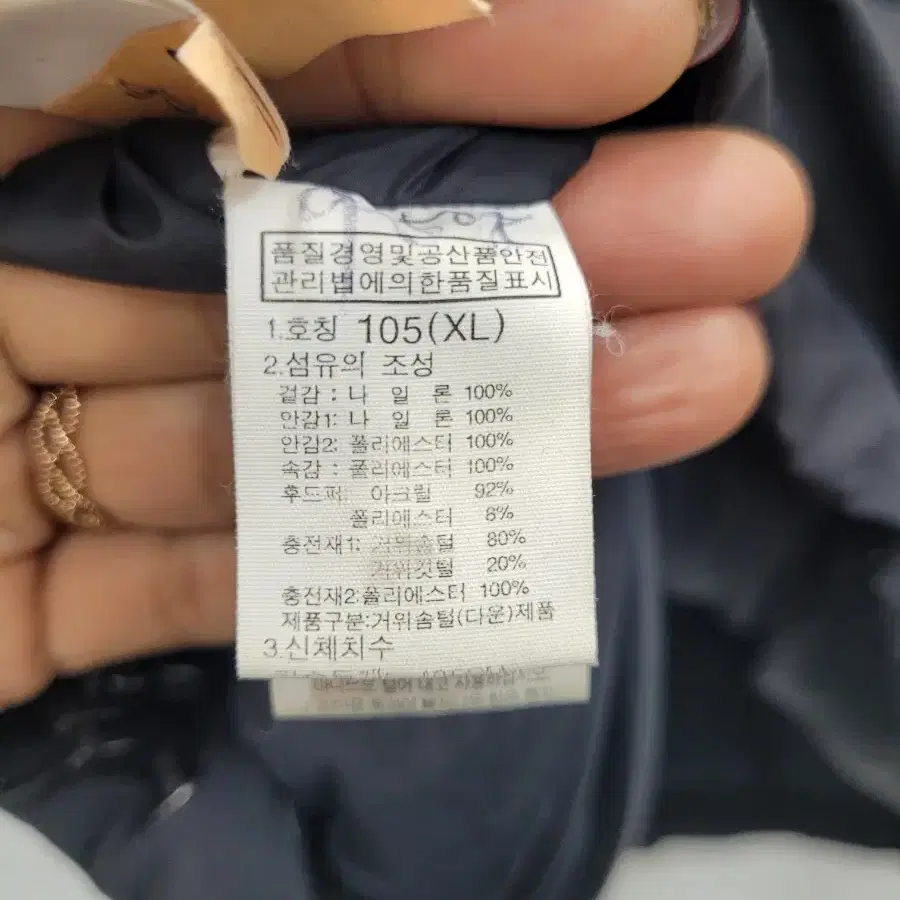 품질경영및공산품안전
관리법에의한품질표시
1.호칭 105(XL)
2.섬유의 조성
겉감 : 나 일 론 100%
안감1: 나 일 론 100%
안감2: 폴리에스터 100%
속감 : 폴리에스터 100%
후드퍼: 아크릴 92%
폴리에스터 8%
충전재1: 거위솜털 80%
거위깃털 20%
충전재2:폴리에스터 100%
제품구분:거위솜털(다운)제품
3.신체치수